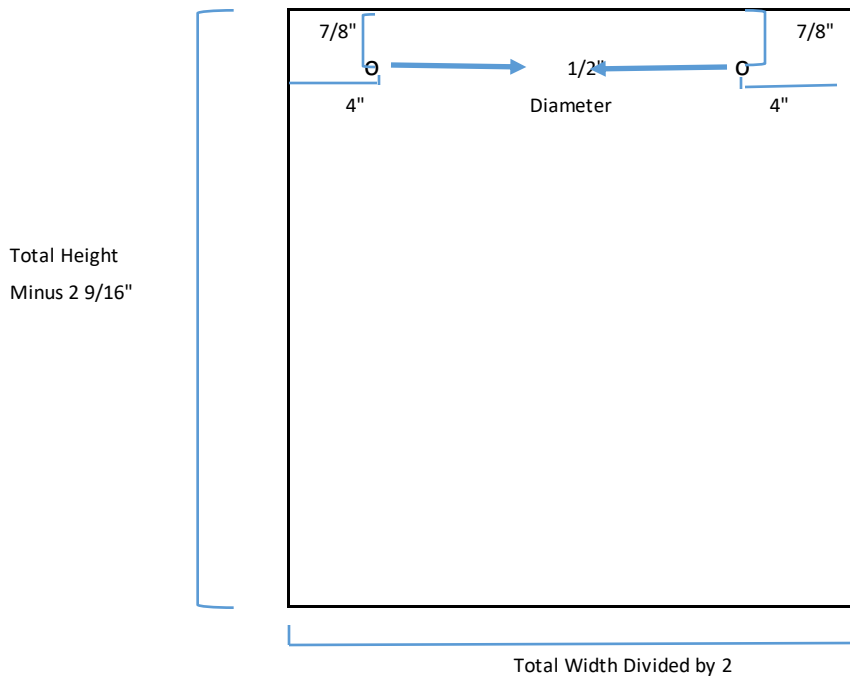 7/8" 7/8"
O 1/2" O
4" Diameter 4"
Total Height
Minus 2 9/16"
Total Width Divided by 2